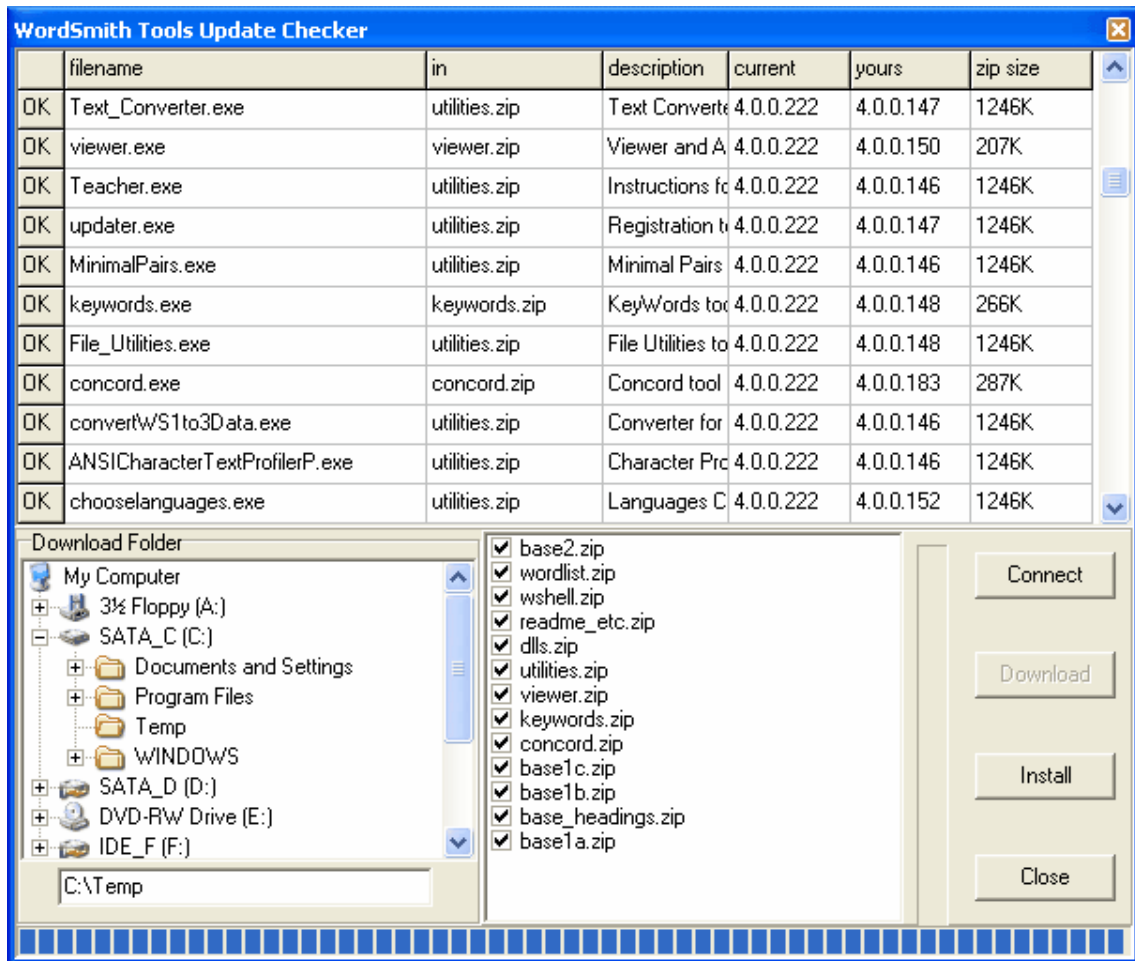 WordSmith Tools Update Checker
filename in description current yours zip size
OK Text_Converter.exe utilities.zip Text Converte 4.0.0.222 4.0.0.147 1246K
OK viewer.exe viewer.zip Viewer and A 4.0.0.222 4.0.0.150 207K
OK Teacher.exe utilities.zip Instructions fo 4.0.0.222 4.0.0.146 1246K
OK updater.exe utilities.zip Registration to 4.0.0.222 4.0.0.147 1246K
OK MinimalPairs.exe utilities.zip Minimal Pairs 4.0.0.222 4.0.0.146 1246K
OK keywords.exe keywords.zip KeyWords too 4.0.0.222 4.0.0.148 266K
OK File_Utilities.exe utilities.zip File Utilities to 4.0.0.222 4.0.0.148 1246K
OK concord.exe concord.zip Concord tool 4.0.0.222 4.0.0.183 287K
OK convertWS1to3Data.exe utilities.zip Converter for 4.0.0.222 4.0.0.146 1246K
OK ANSICharacterTextProfilerP.exe utilities.zip Character Pro 4.0.0.222 4.0.0.146 1246K
OK chooselanguages.exe utilities.zip Languages C 4.0.0.222 4.0.0.152 1246K
Download Folder
My Computer
3½ Floppy (A:)
SATA_C (C:)
Documents and Settings
Program Files
Temp
WINDOWS
SATA_D (D:)
DVD-RW Drive (E:)
IDE_F (F:)
C:\Temp
base2.zip
wordlist.zip
wshell.zip
readme_etc.zip
dlls.zip
utilities.zip
viewer.zip
keywords.zip
concord.zip
base1c.zip
base1b.zip
base_headings.zip
base1a.zip
Connect
Download
Install
Close